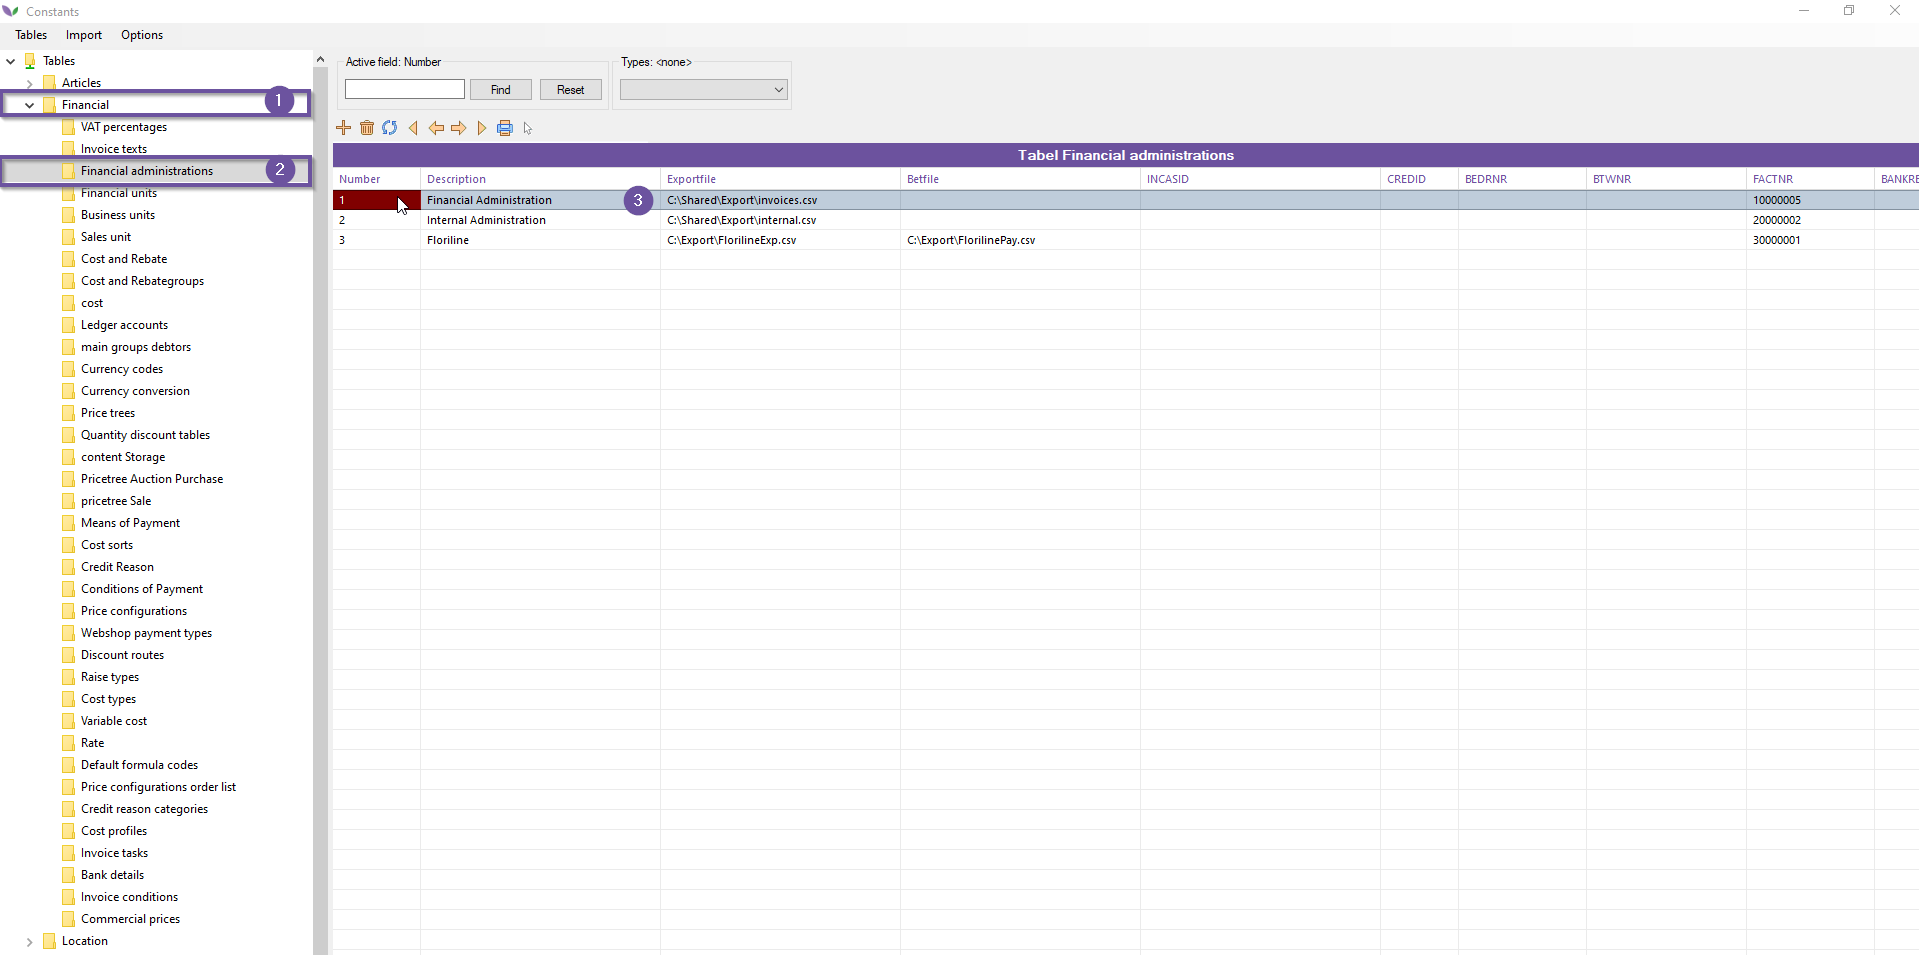 Constants
Tables Import Options
Tables
Articles
Financial 1
VAT percentages
Invoice texts
Financial administrations 2
Financial units
Business units
Sales unit
Cost and Rebate
Cost and Rebategroups
cost
Ledger accounts
main groups debtors
Currency codes
Currency conversion
Price trees
Quantity discount tables
content Storage
Pricetree Auction Purchase
pricetree Sale
Means of Payment
Cost sorts
Credit Reason
Conditions of Payment
Price configurations
Webshop payment types
Discount routes
Raise types
Cost types
Variable cost
Rate
Default formula codes
Price configurations order list
Credit reason categories
Cost profiles
Invoice tasks
Bank details
Invoice conditions
Commercial prices
Location
Active field: Number Types: <none>
Find Reset
Tabel Financial administrations
Number Description Exportfile Betfile INCASID CREDID BEDRNR BTWNR FACTNR BANKRE
1 Financial Administration 3 C:\Shared\Export\invoices.csv 10000005
2 Internal Administration C:\Shared\Export\internal.csv 20000002
3 Floriline C:\Export\FlorilineExp.csv C:\Export\FlorilinePay.csv 30000001